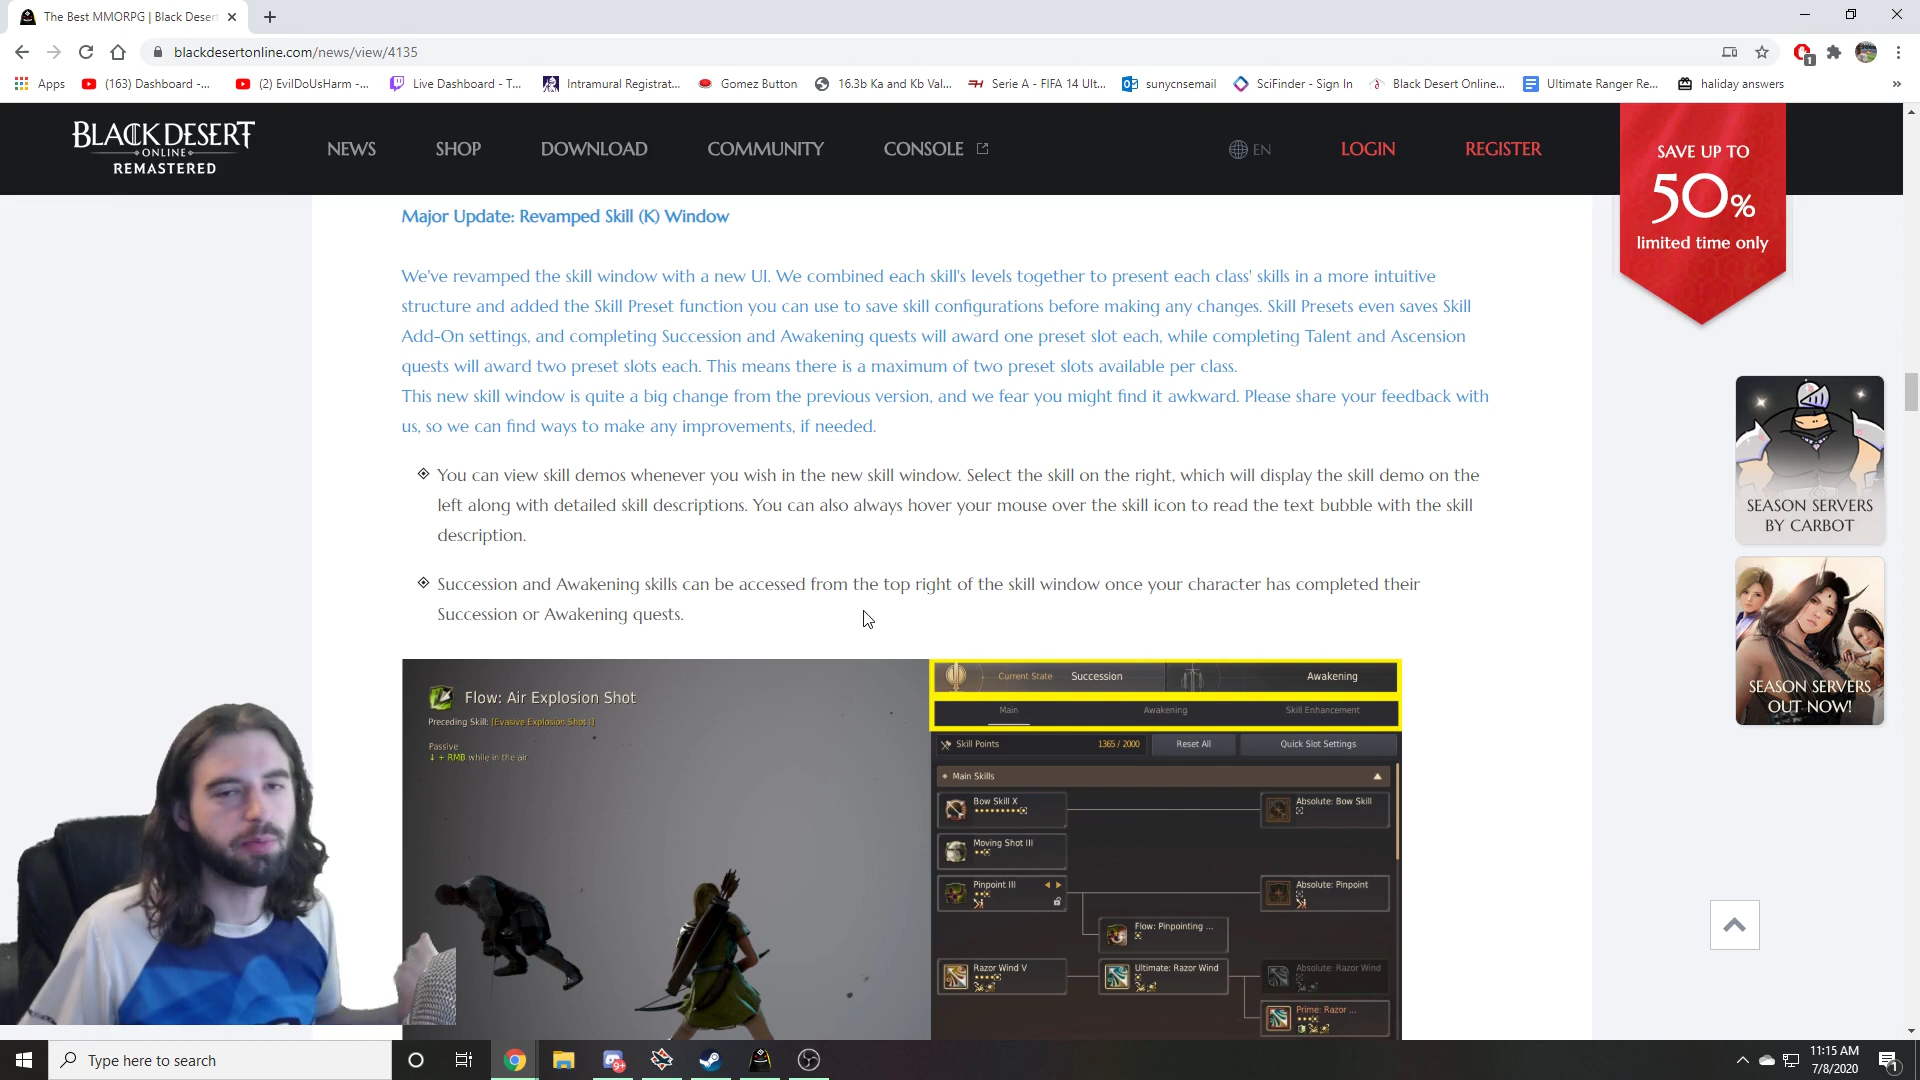 The Best MMORPG | Black Desert
blackdesertonline.com/news/view/4135
1
Apps
(163) Dashboard -...
(2) EvilDoUsHarm -...
Live Dashboard - T...
Intramural Registrat...
Gomez Button
16.3b Ka and Kb Val...
Serie A - FIFA 14 Ult...
sunycnsemail
SciFinder - Sign In
Black Desert Online...
Ultimate Ranger Re...
haliday answers
»
BLACK DESERT
ONLINE
REMASTERED
NEWS
SHOP
DOWNLOAD
COMMUNITY
CONSOLE
EN
LOGIN
REGISTER
SAVE UP TO
50%
limited time only
Major Update: Revamped Skill (K) Window
We've revamped the skill window with a new UI. We combined each skill's levels together to present each class' skills in a more intuitive
structure and added the Skill Preset function you can use to save skill configurations before making any changes. Skill Presets even saves Skill
Add-On settings, and completing Succession and Awakening quests will award one preset slot each, while completing Talent and Ascension
quests will award two preset slots each. This means there is a maximum of two preset slots available per class.
This new skill window is quite a big change from the previous version, and we fear you might find it awkward. Please share your feedback with
us, so we can find ways to make any improvements, if needed.
You can view skill demos whenever you wish in the new skill window. Select the skill on the right, which will display the skill demo on the
left along with detailed skill descriptions. You can also always hover your mouse over the skill icon to read the text bubble with the skill
description.
Succession and Awakening skills can be accessed from the top right of the skill window once your character has completed their
Succession or Awakening quests.
SEASON SERVERS
BY CARBOT
SEASON SERVERS
OUT NOW!
Flow: Air Explosion Shot
Preceding Skill: [Evasive Explosion Shot I]
Passive
↓ + RMB while in the air
Current State Succession
Awakening
Main
Awakening
Skill Enhancement
Skill Points
1365 / 2000
Reset All
Quick Slot Settings
Main Skills
Bow Skill X
Absolute: Bow Skill
Moving Shot III
Pinpoint III
Absolute: Pinpoint
Flow: Pinpointing ...
Razor Wind V
Ultimate: Razor Wind
Absolute: Razor Wind
Prime: Razor ...
Type here to search
9+
11:15 AM
7/8/2020
1